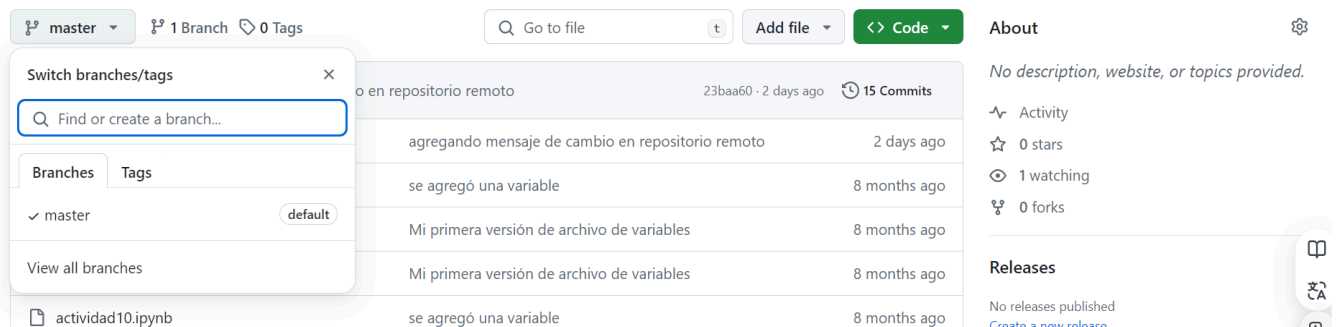 master
1 Branch
0 Tags
Go to file
t
Add file
Code
About
Switch branches/tags
Find or create a branch...
Branches
Tags
master
default
View all branches
o en repositorio remoto
23baa60 · 2 days ago
15 Commits
agregando mensaje de cambio en repositorio remoto
2 days ago
se agregó una variable
8 months ago
Mi primera versión de archivo de variables
8 months ago
Mi primera versión de archivo de variables
8 months ago
actividad10.ipynb
se agregó una variable
8 months ago
No description, website, or topics provided.
Activity
0 stars
1 watching
0 forks
Releases
No releases published
Create a new release